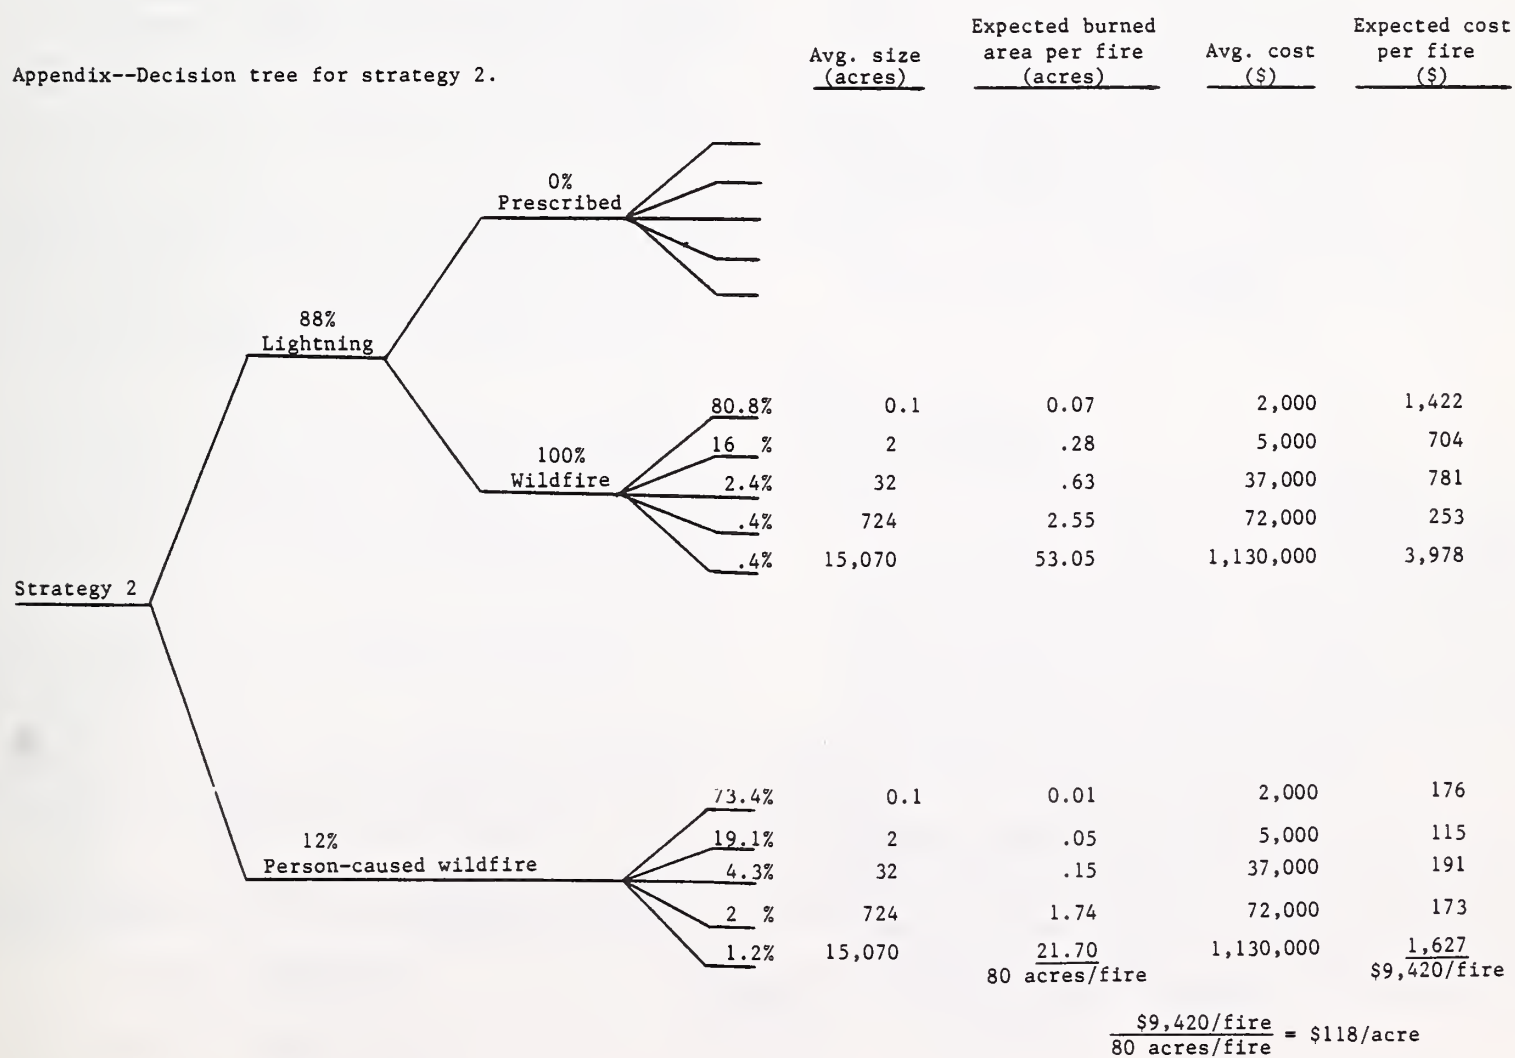 Appendix--Decision tree for strategy 2.
Avg. size (acres)
Expected burned area per fire (acres)
Avg. cost ($)
Expected cost per fire ($)
0%
Prescribed
88%
Lightning
100%
Wildfire
80.8% 0.1 0.07 2,000 1,422
16 % 2 .28 5,000 704
2.4% 32 .63 37,000 781
.4% 724 2.55 72,000 253
.4% 15,070 53.05 1,130,000 3,978
Strategy 2
12%
Person-caused wildfire
73.4% 0.1 0.01 2,000 176
19.1% 2 .05 5,000 115
4.3% 32 .15 37,000 191
2 % 724 1.74 72,000 173
1.2% 15,070 21.70 1,130,000 1,627
80 acres/fire $9,420/fire
$9,420/fire
80 acres/fire = $118/acre